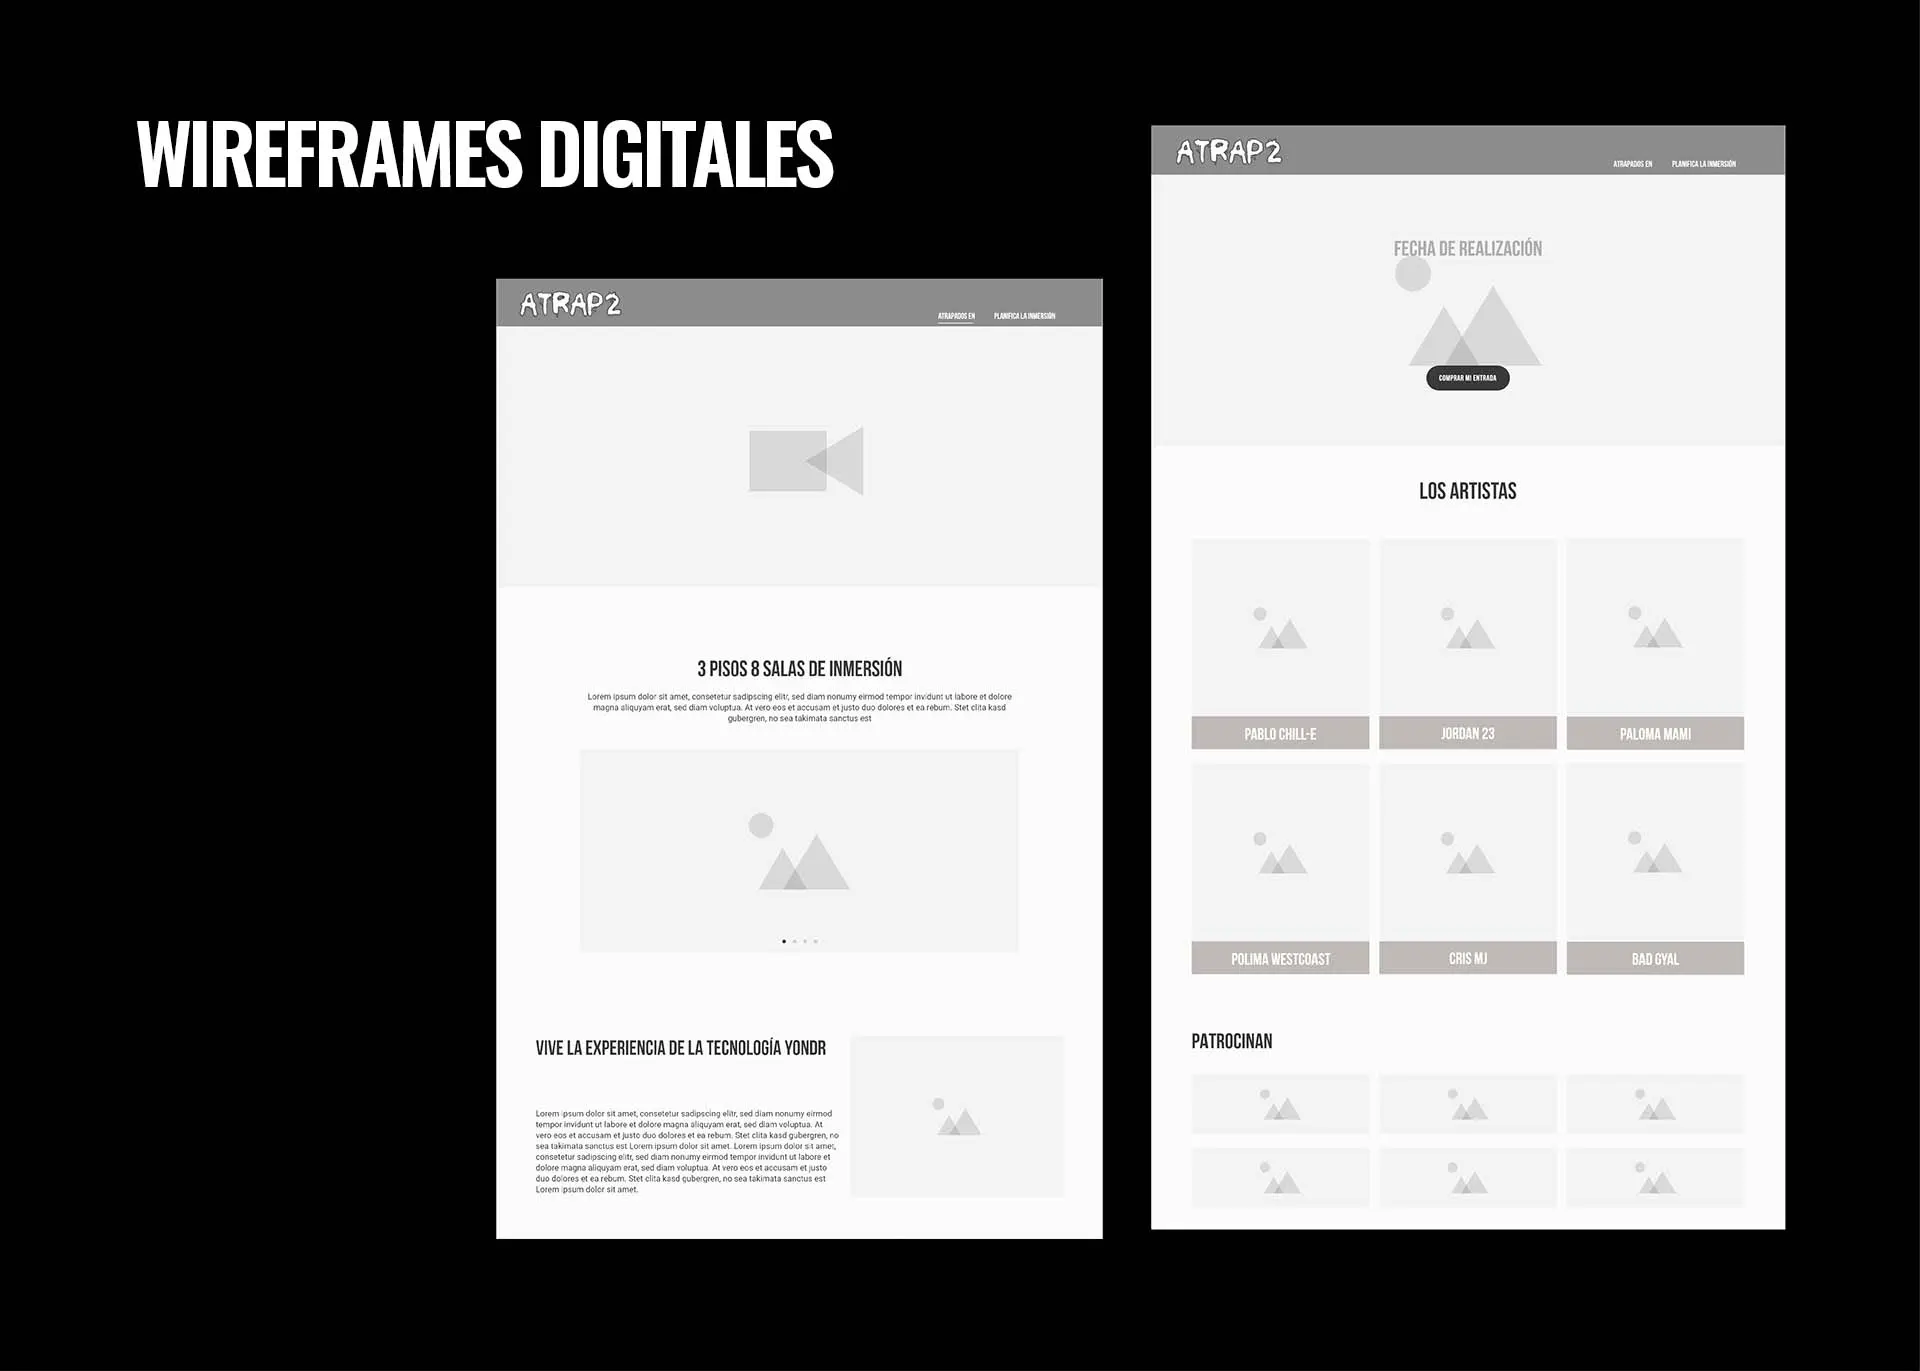 WIREFRAMES DIGITALES
ATRAP2
ATRAPADOS EN
PLANIFICA LA INMERSIÓN
3 PISOS 8 SALAS DE INMERSIÓN
Lorem ipsum dolor sit amet, consetetur sadipscing elitr, sed diam nonumy eirmod tempor invidunt ut labore et dolore
magna aliquyam erat, sed diam voluptua. At vero eos et accusam et justo duo dolores et ea rebum. Stet clita kasd
gubergren, no sea takimata sanctus est
VIVE LA EXPERIENCIA DE LA TECNOLOGÍA YONDR
Lorem ipsum dolor sit amet, consetetur sadipscing elitr, sed diam nonumy eirmod
tempor invidunt ut labore et dolore magna aliquyam erat, sed diam voluptua. At
vero eos et accusam et justo duo dolores et ea rebum. Stet clita kasd gubergren, no
sea takimata sanctus est Lorem ipsum dolor sit amet. Lorem ipsum dolor sit amet,
consetetur sadipscing elitr, sed diam nonumy eirmod tempor invidunt ut labore et
dolore magna aliquyam erat, sed diam voluptua. At vero eos et accusam et justo
duo dolores et ea rebum. Stet clita kasd gubergren, no sea takimata sanctus est
Lorem ipsum dolor sit amet.
ATRAP2
ATRAPADOS EN
PLANIFICA LA INMERSIÓN
FECHA DE REALIZACIÓN
COMPRAR MI ENTRADA
LOS ARTISTAS
PABLO CHILL-E
JORDAN 23
PALOMA MAMI
POLIMA WESTCOAST
CRIS MJ
BAD GYAL
PATROCINAN